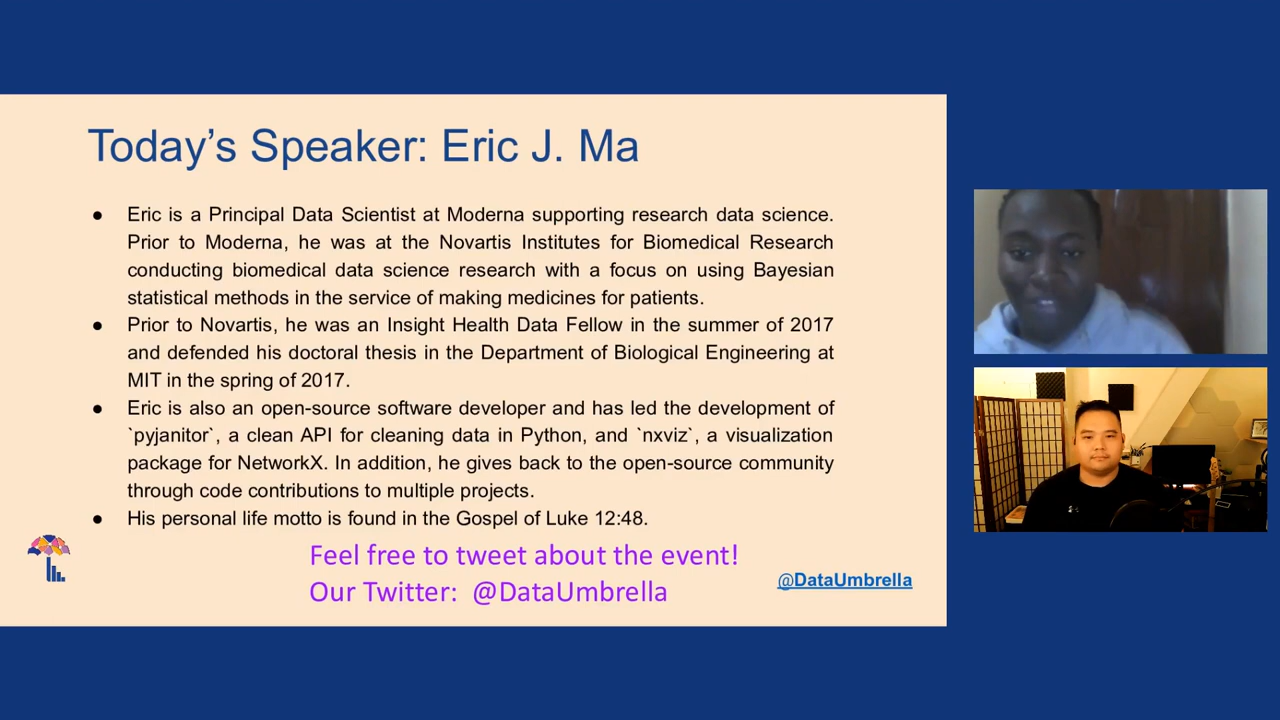 Today's Speaker: Eric J. Ma
● Eric is a Principal Data Scientist at Moderna supporting research data science.
Prior to Moderna, he was at the Novartis Institutes for Biomedical Research
conducting biomedical data science research with a focus on using Bayesian
statistical methods in the service of making medicines for patients.
● Prior to Novartis, he was an Insight Health Data Fellow in the summer of 2017
and defended his doctoral thesis in the Department of Biological Engineering at
MIT in the spring of 2017.
● Eric is also an open-source software developer and has led the development of
`pyjanitor`, a clean API for cleaning data in Python, and `nxviz`, a visualization
package for NetworkX. In addition, he gives back to the open-source community
through code contributions to multiple projects.
● His personal life motto is found in the Gospel of Luke 12:48.
Feel free to tweet about the event!
Our Twitter: @DataUmbrella
@DataUmbrella